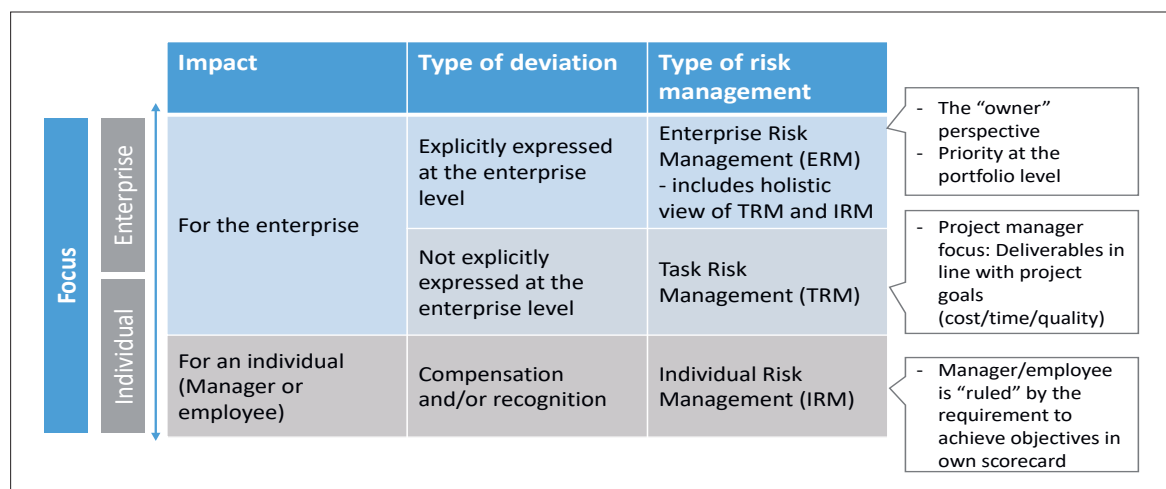 Impact
Type of deviation
Type of risk
management
Focus
Enterprise
Individual
For the enterprise
Explicitly expressed
at the enterprise
level
Enterprise Risk
Management (ERM)
- includes holistic
view of TRM and IRM
Not explicitly
expressed at the
enterprise level
Task Risk
Management (TRM)
For an individual
(Manager or
employee)
Compensation
and/or recognition
Individual Risk
Management (IRM)
- The “owner”
perspective
- Priority at the
portfolio level
- Project manager
focus: Deliverables in
line with project
goals
(cost/time/quality)
- Manager/employee
is “ruled” by the
requirement to
achieve objectives in
own scorecard